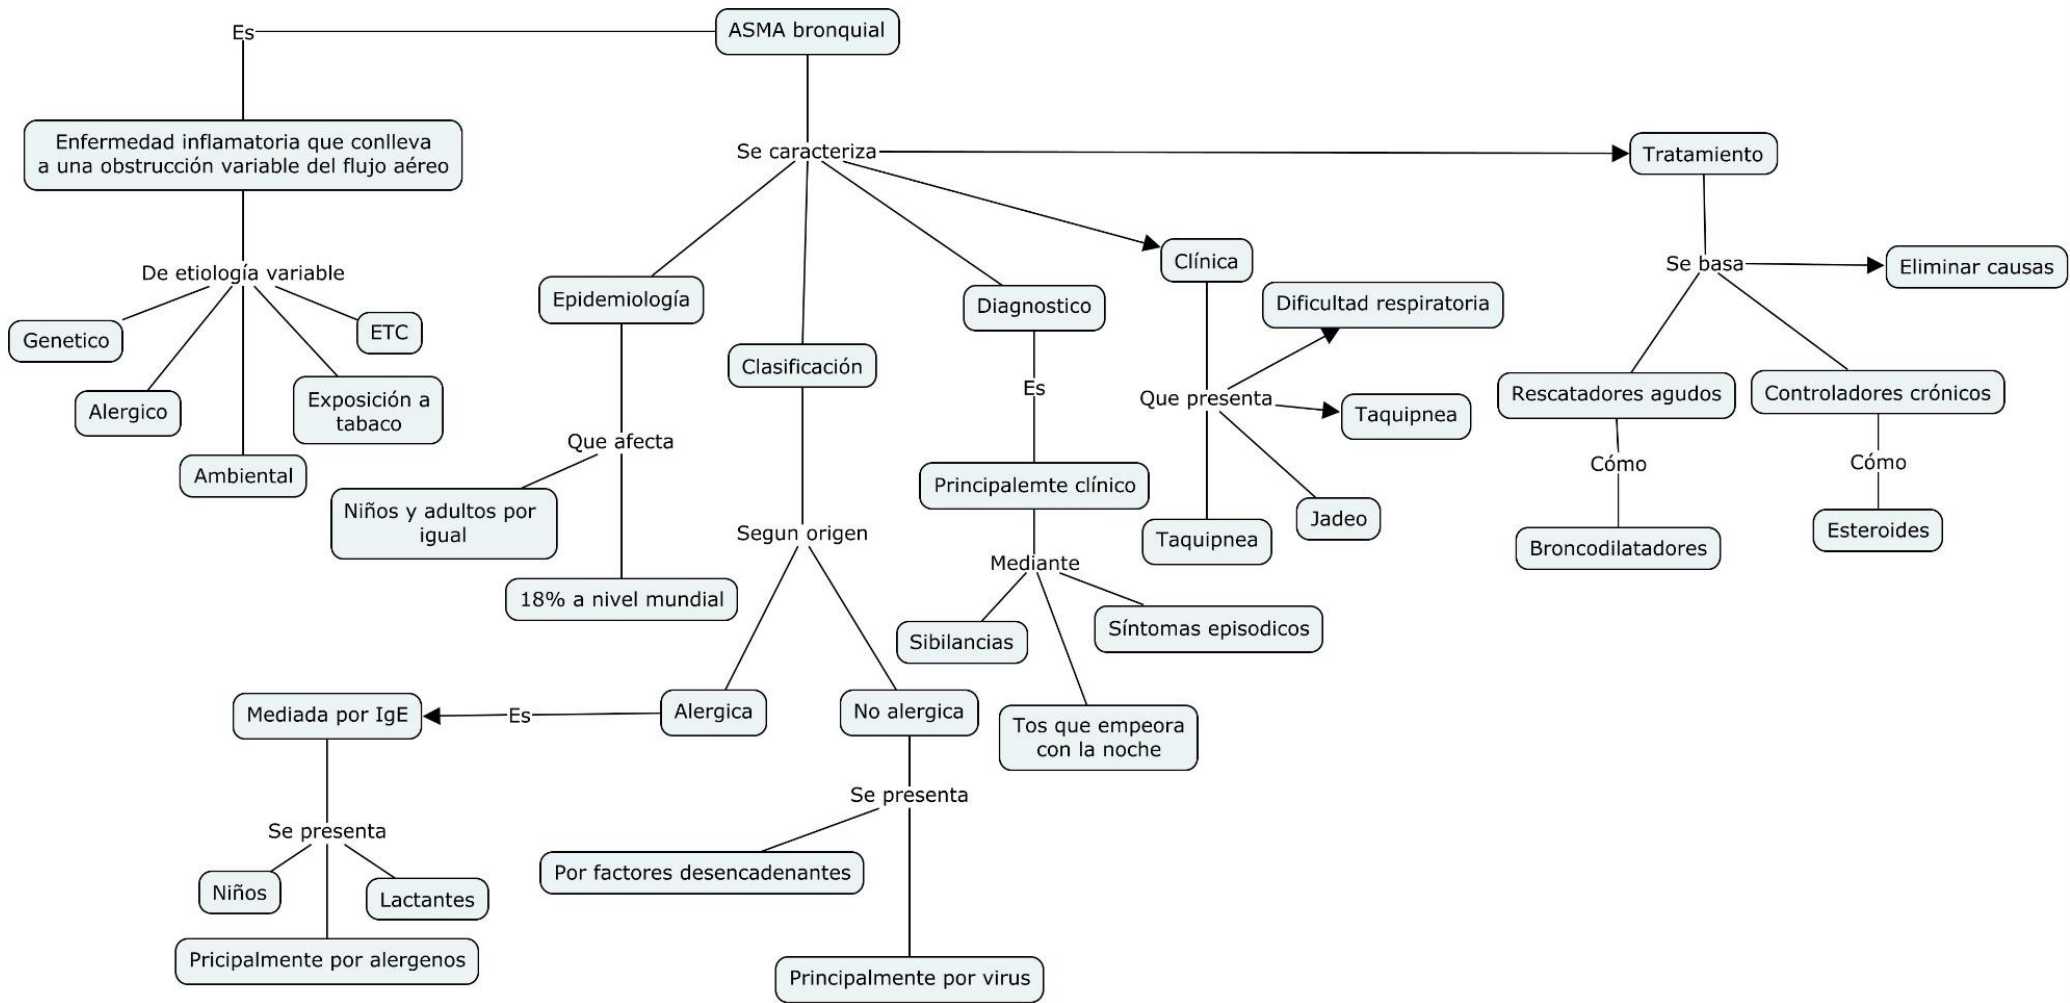 ASMA bronquial
Es
Enfermedad inflamatoria que conlleva
a una obstrucción variable del flujo aéreo
De etiología variable
Genetico
Alergico
Ambiental
Exposición a
tabaco
ETC
Se caracteriza
Epidemiología
Que afecta
Niños y adultos por
igual
18% a nivel mundial
Clasificación
Segun origen
Alergica
Es
Mediada por IgE
Se presenta
Niños
Pricipalmente por alergenos
Lactantes
No alergica
Se presenta
Por factores desencadenantes
Principalmente por virus
Diagnostico
Es
Principalemte clínico
Mediante
Sibilancias
Tos que empeora
con la noche
Síntomas episodicos
Clínica
Que presenta
Dificultad respiratoria
Taquipnea
Jadeo
Taquipnea
Tratamiento
Se basa
Eliminar causas
Rescatadores agudos
Cómo
Broncodilatadores
Controladores crónicos
Cómo
Esteroides